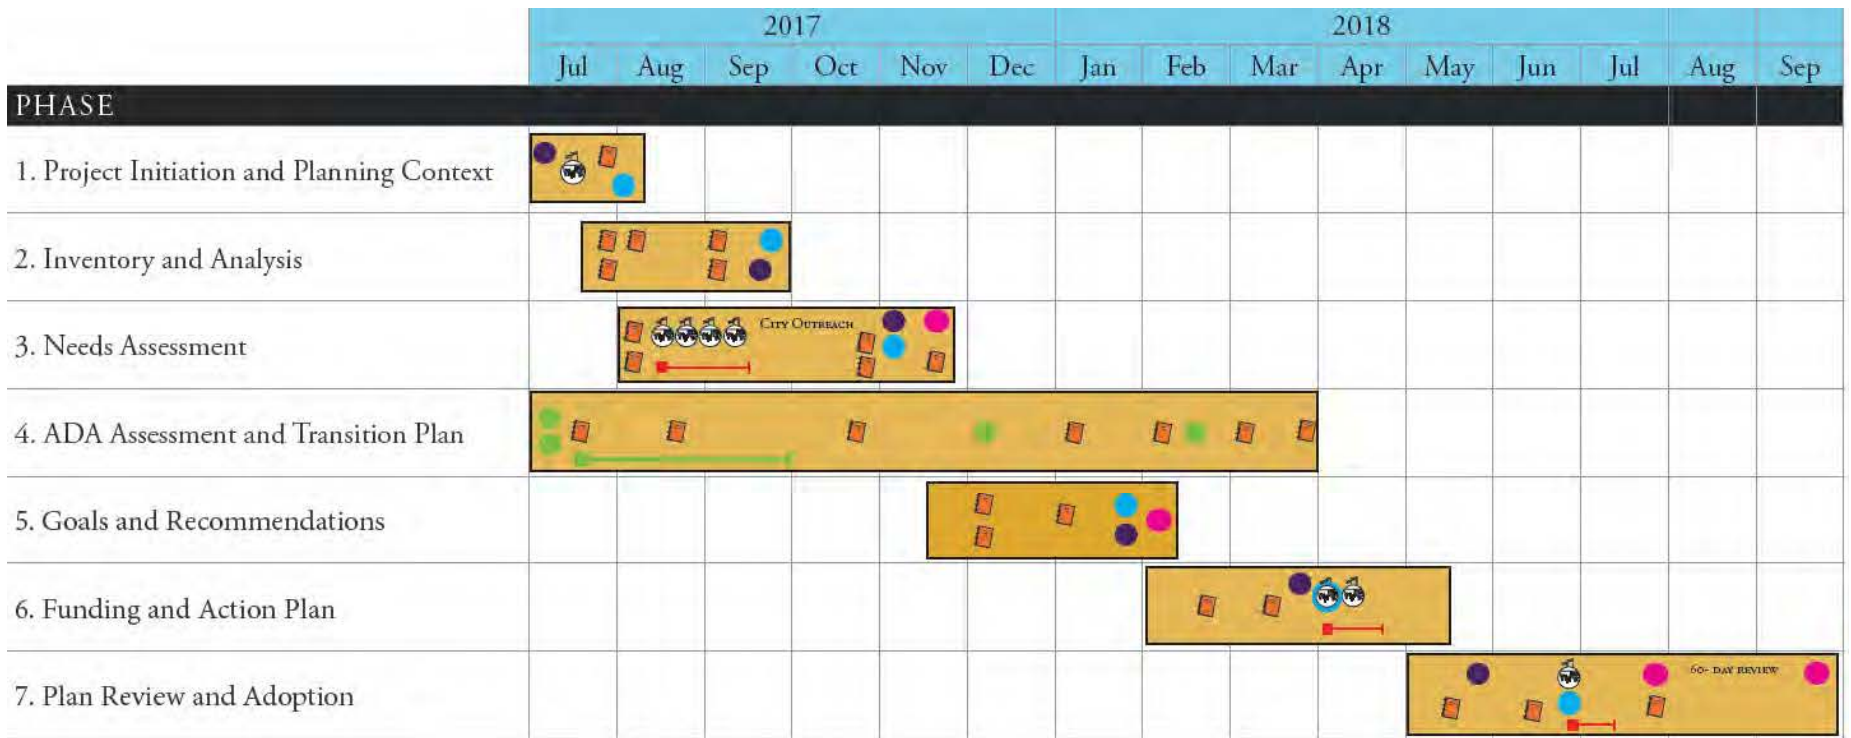 2017 2018
Jul Aug Sep Oct Nov Dec Jan Feb Mar Apr May Jun Jul Aug Sep
PHASE
1. Project Initiation and Planning Context
2. Inventory and Analysis
3. Needs Assessment
City Outreach
4. ADA Assessment and Transition Plan
5. Goals and Recommendations
6. Funding and Action Plan
7. Plan Review and Adoption
60- day review